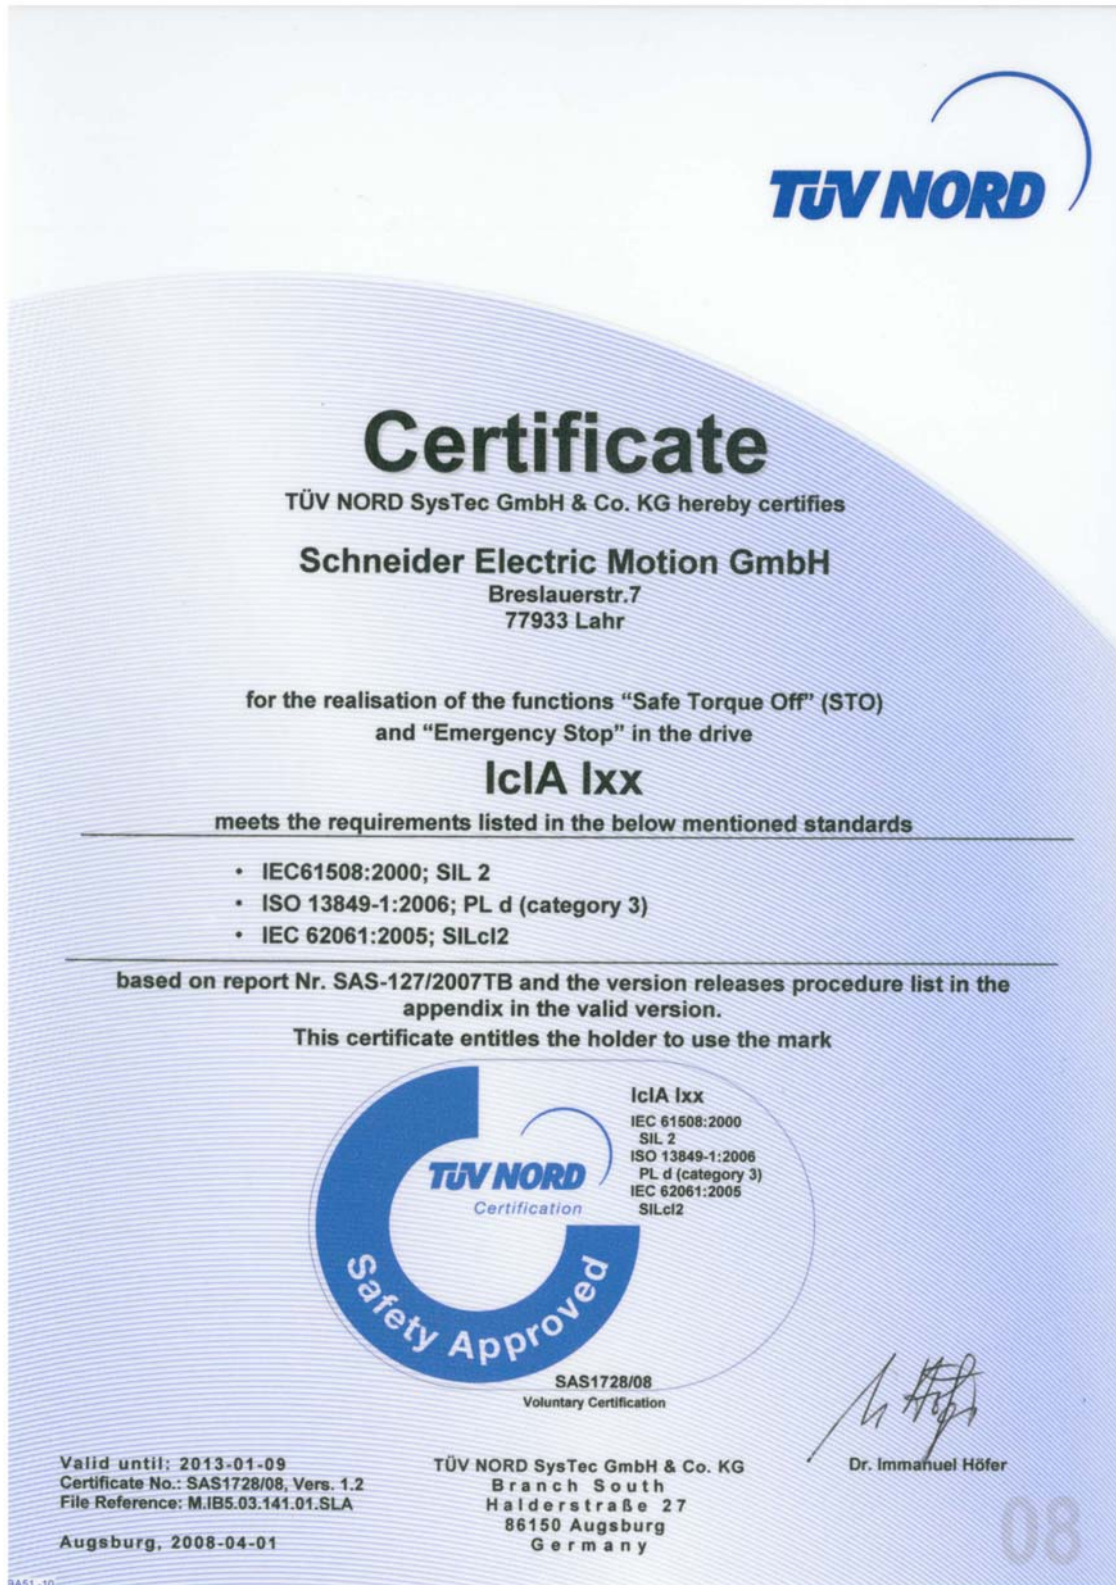 TÜV NORD
Certificate
TÜV NORD SysTec GmbH & Co. KG hereby certifies
Schneider Electric Motion GmbH
Breslauerstr.7
77933 Lahr
for the realisation of the functions “Safe Torque Off” (STO)
and “Emergency Stop” in the drive
IclA Ixx
meets the requirements listed in the below mentioned standards
• IEC61508:2000; SIL 2
• ISO 13849-1:2006; PL d (category 3)
• IEC 62061:2005; SILcl2
based on report Nr. SAS-127/2007TB and the version releases procedure list in the
appendix in the valid version.
This certificate entitles the holder to use the mark
IclA Ixx
IEC 61508:2000
SIL 2
ISO 13849-1:2006
PL d (category 3)
IEC 62061:2005
SILcl2
TÜV NORD
Certification
Safety Approved
SAS1728/08
Voluntary Certification
Valid until: 2013-01-09
Certificate No.: SAS1728/08, Vers. 1.2
File Reference: M.IB5.03.141.01.SLA
Augsburg, 2008-04-01
TÜV NORD SysTec GmbH & Co. KG
Branch South
Halderstraße 27
86150 Augsburg
Germany
Dr. Immanuel Höfer
08